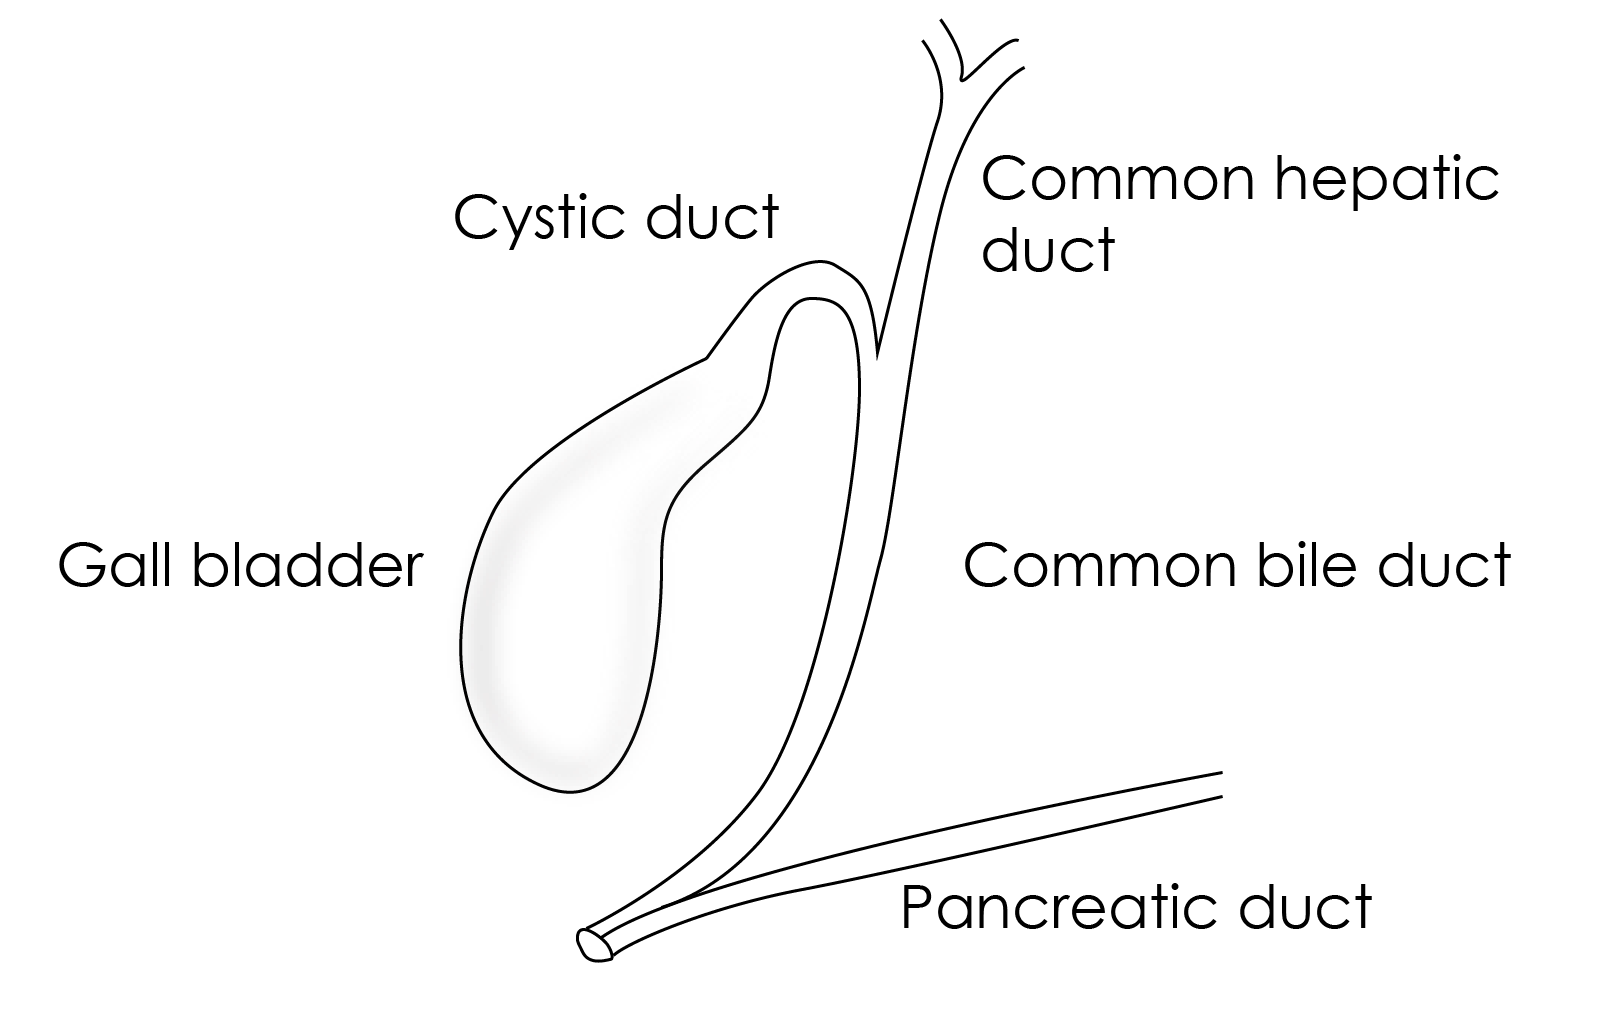 Common hepatic
duct
Cystic duct
Gall bladder
Common bile duct
Pancreatic duct